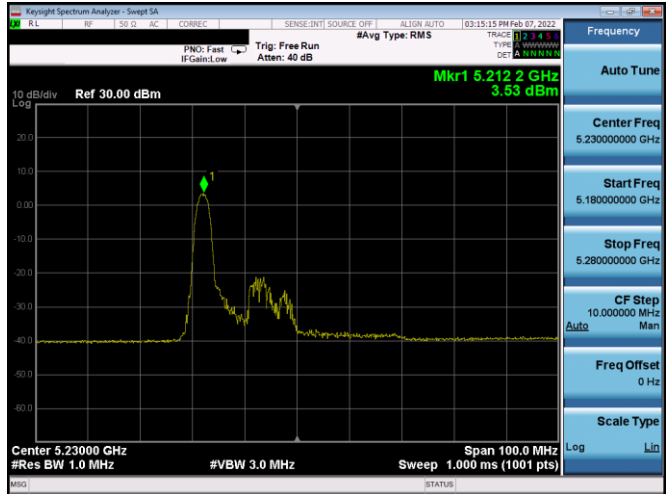 Keysight Spectrum Analyzer - Swept SA
RL RF 50 Ω AC CORREC SENSE:INT SOURCE OFF ALIGN AUTO 03:15:15 PM Feb 07, 2022
PNO: Fast Trig: Free Run #Avg Type: RMS TRACE 1 2 3 4 5 6
IFGain:Low Atten: 40 dB TYPE A WWWWW
DET A N N N N N
Mkr1 5.212 2 GHz
10 dB/div Ref 30.00 dBm 3.53 dBm
Log
20.0
10.0
1
0.00
-10.0
-20.0
-30.0
-40.0
-50.0
-60.0
Center 5.23000 GHz Span 100.0 MHz
#Res BW 1.0 MHz #VBW 3.0 MHz Sweep 1.000 ms (1001 pts)
MSG STATUS
Frequency
Auto Tune
Center Freq
5.230000000 GHz
Start Freq
5.180000000 GHz
Stop Freq
5.280000000 GHz
CF Step
10.000000 MHz
Auto Man
Freq Offset
0 Hz
Scale Type
Log Lin